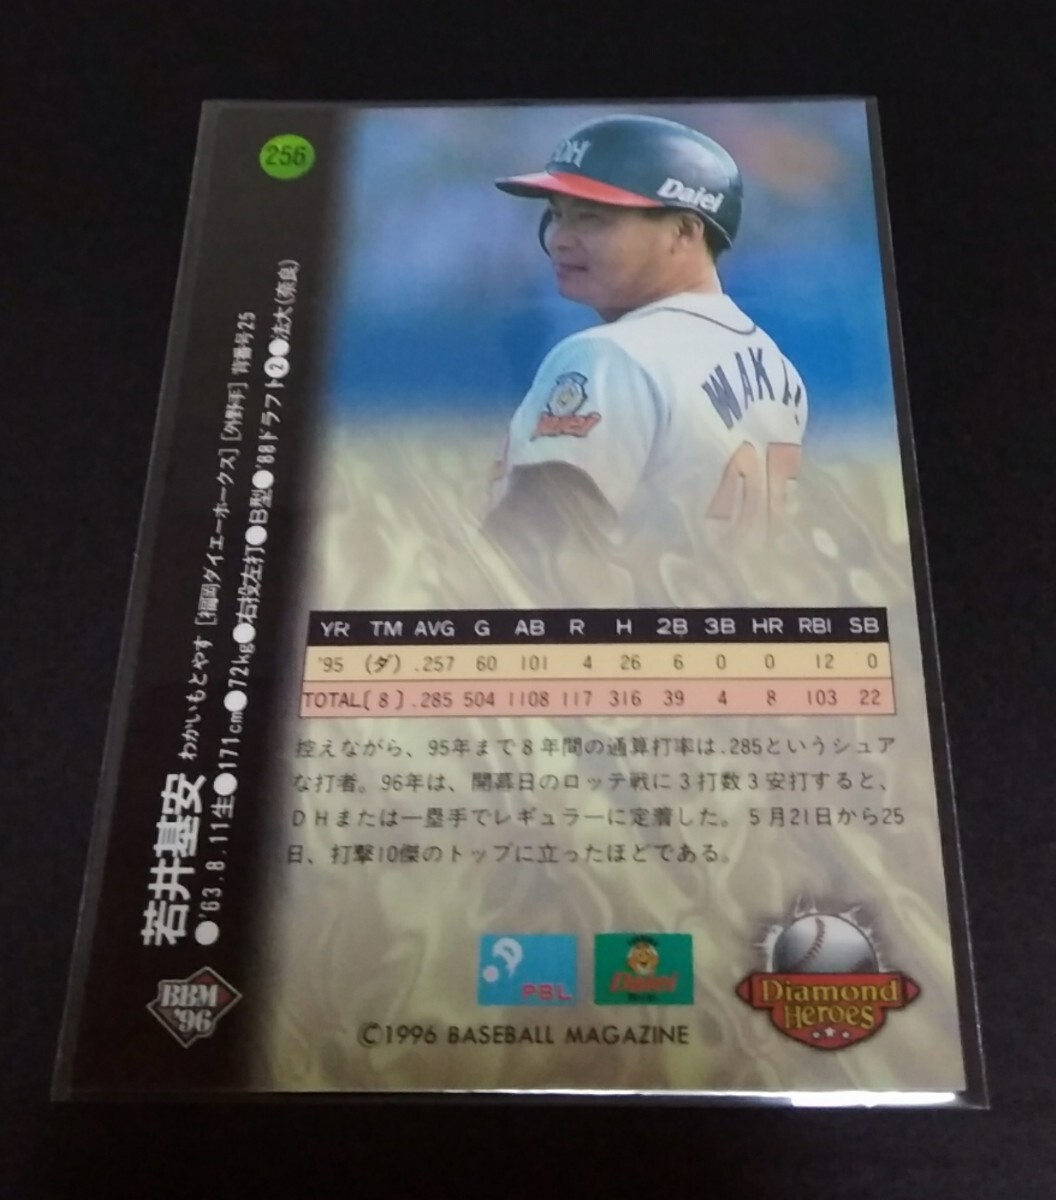 256
若井基安 わかいもとやす [福岡ダイエーホークス] [外野手] 背番号25
●'63.8.11生●171cm●72kg●右投左打●B型●'88ドラフト②●法大(奈良)
BBM
'96
DH
Daiei
Daiei
WAKAI
25
YR TM AVG G AB R H 2B 3B HR RBI SB
'95 (ダ) .257 60 101 4 26 6 0 0 12 0
TOTAL[8] .285 504 1108 117 316 39 4 8 103 22
控えながら、95年まで8年間の通算打率は.285というシュア
な打者。96年は、開幕日のロッテ戦に3打数3安打すると、
DHまたは一塁手でレギュラーに定着した。5月21日から25
日、打撃10傑のトップに立ったほどである。
PBL
Daiei
Diamond
Heroes
©1996 BASEBALL MAGAZINE